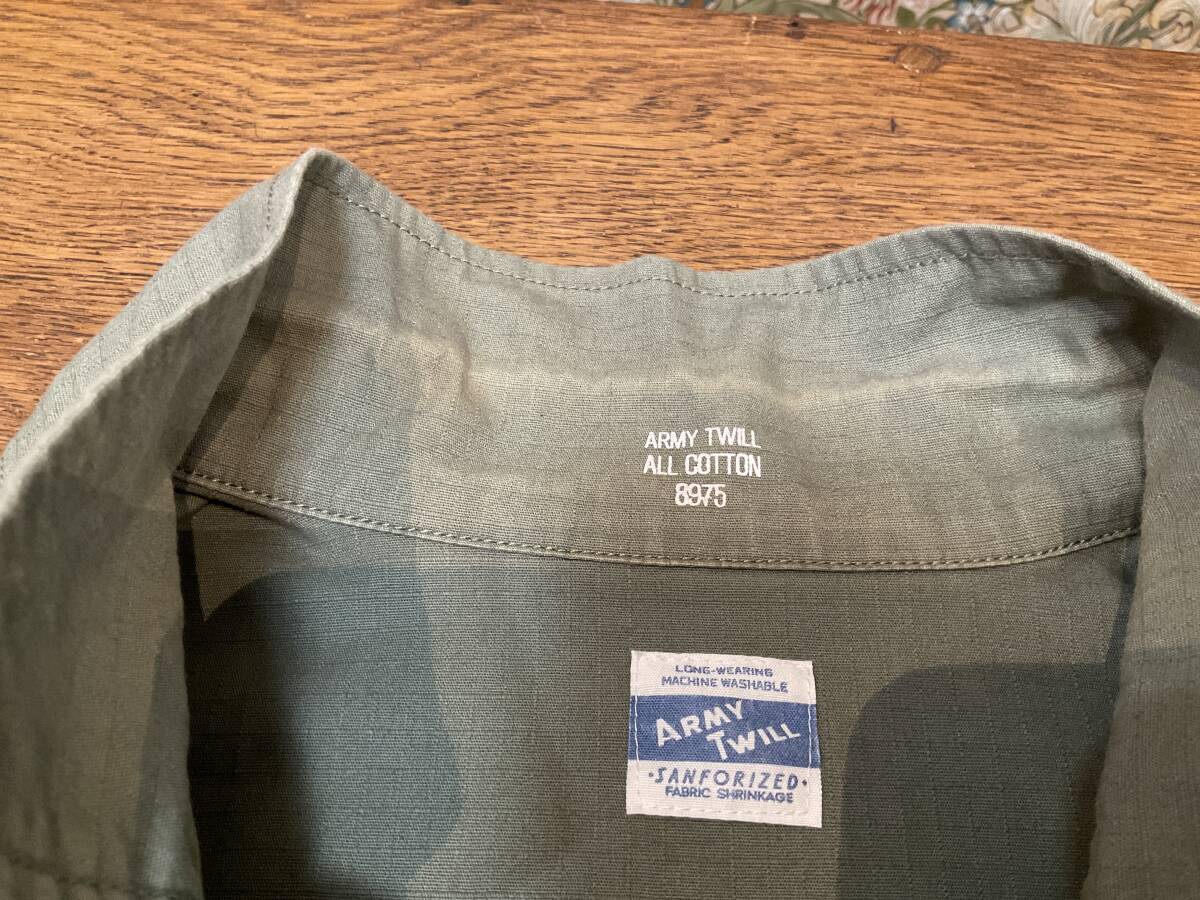 ARMY TWILL
ALL COTTON
8975
LONG-WEARING
MACHINE WASHABLE
ARMY
TWILL
·SANFORIZED·
FABRIC SHRINKAGE